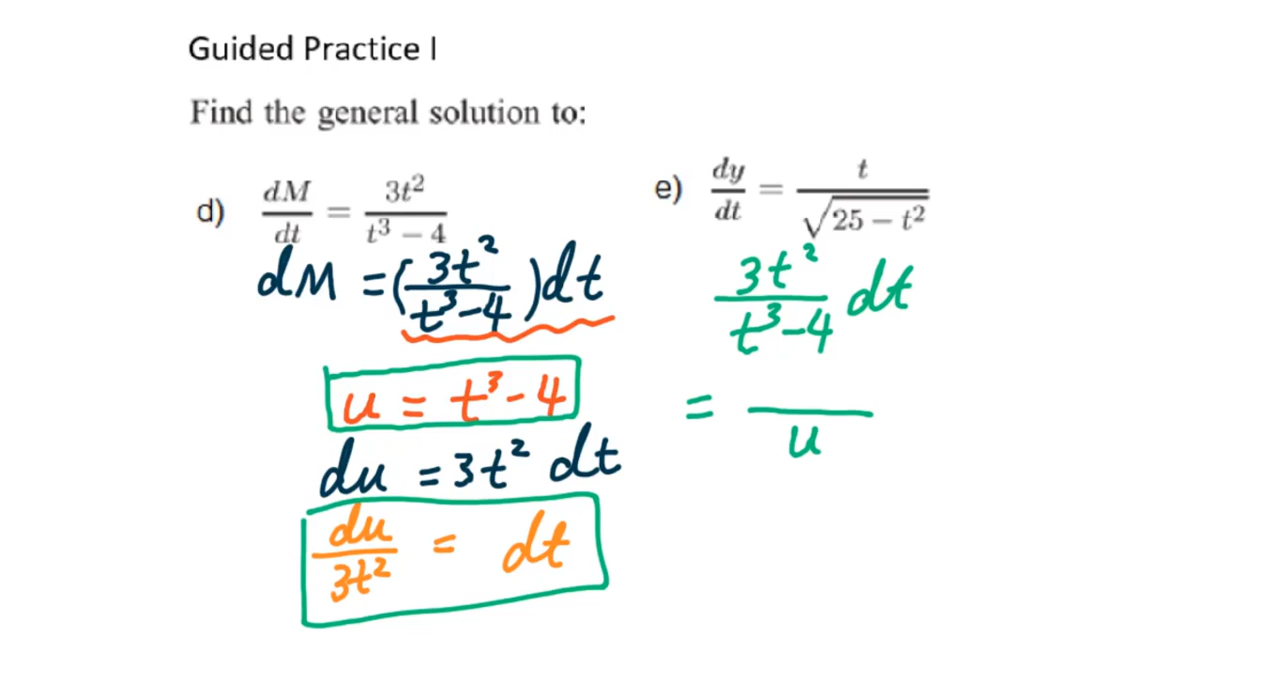 Guided Practice I
Find the general solution to:
d) dM/dt = 3t²/(t³ − 4)
e) dy/dt = t/√(25 − t²)
dM = (3t²/(t³-4))dt
u = t³-4
du = 3t² dt
du/3t² = dt
3t²/(t³-4) dt
= /u